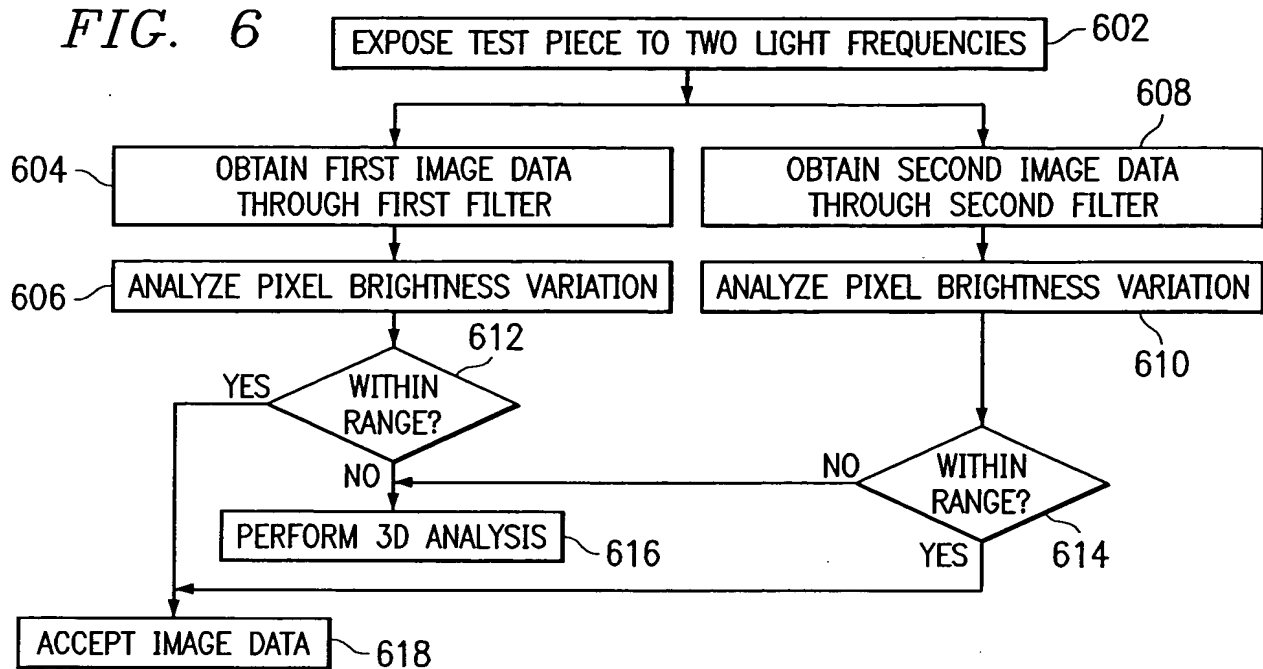 FIG. 6
EXPOSE TEST PIECE TO TWO LIGHT FREQUENCIES
602
608
604
OBTAIN FIRST IMAGE DATA
THROUGH FIRST FILTER
OBTAIN SECOND IMAGE DATA
THROUGH SECOND FILTER
606
ANALYZE PIXEL BRIGHTNESS VARIATION
ANALYZE PIXEL BRIGHTNESS VARIATION
610
612
YES
WITHIN
RANGE?
NO
NO
WITHIN
RANGE?
614
YES
PERFORM 3D ANALYSIS
616
ACCEPT IMAGE DATA
618